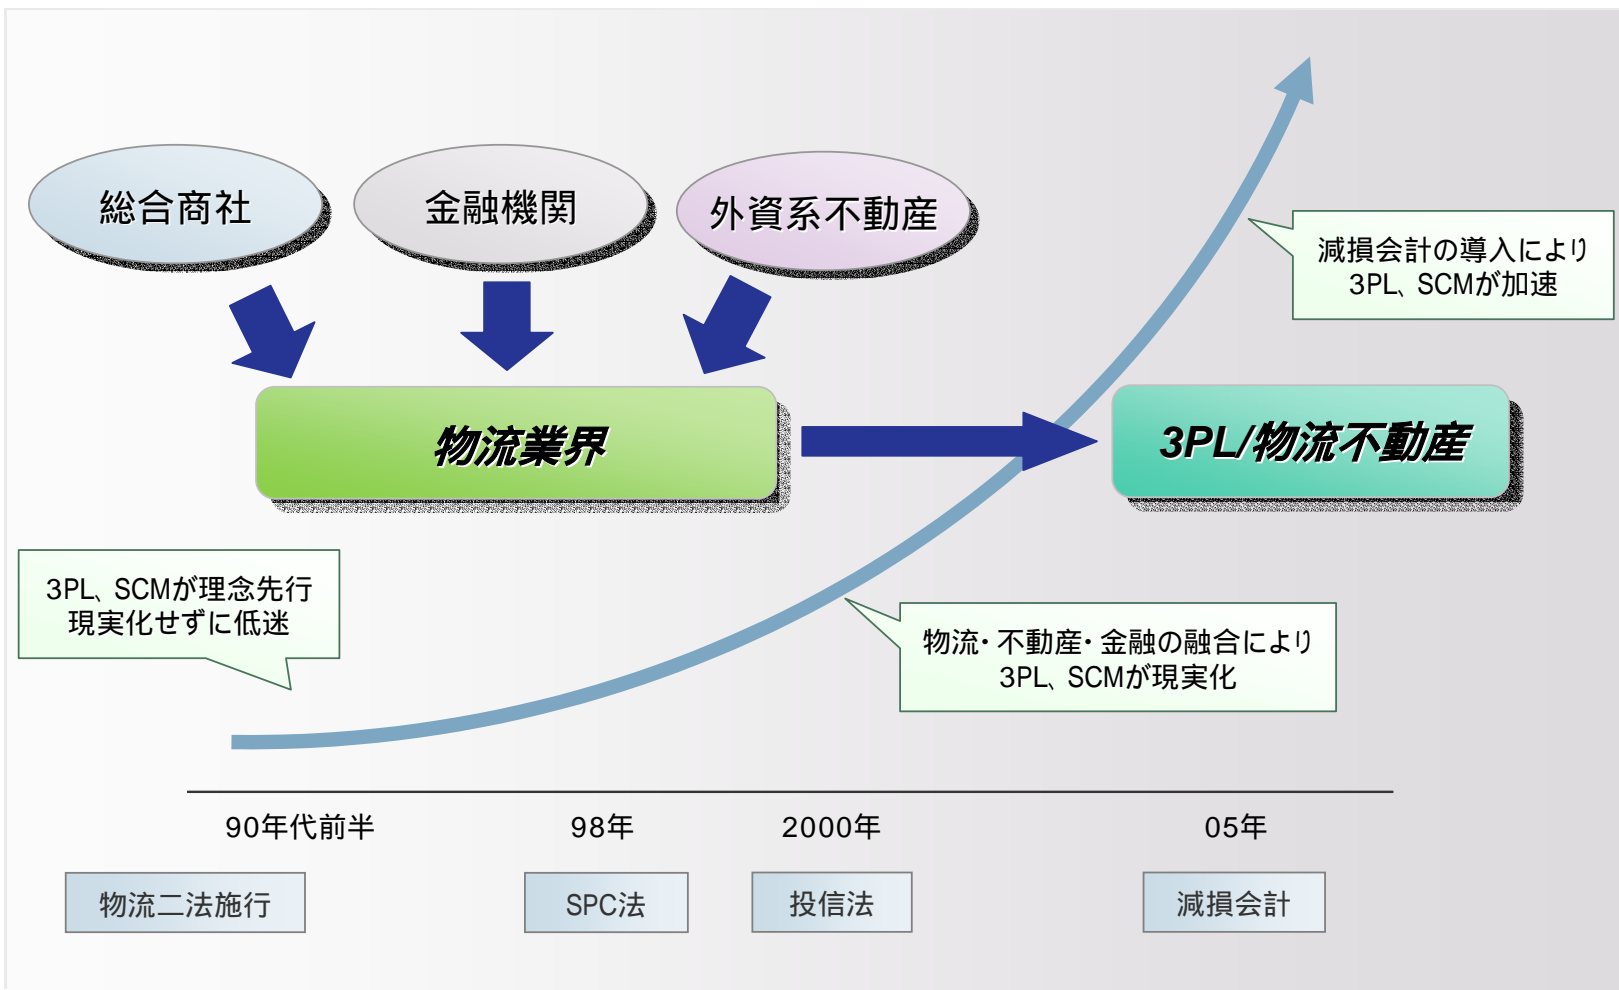 総合商社
金融機関
外資系不動産
減損会計の導入により
3PL、SCMが加速
物流業界
3PL/物流不動産
3PL、SCMが理念先行
現実化せずに低迷
物流・不動産・金融の融合により
3PL、SCMが現実化
90年代前半
98年
2000年
05年
物流二法施行
SPC法
投信法
減損会計